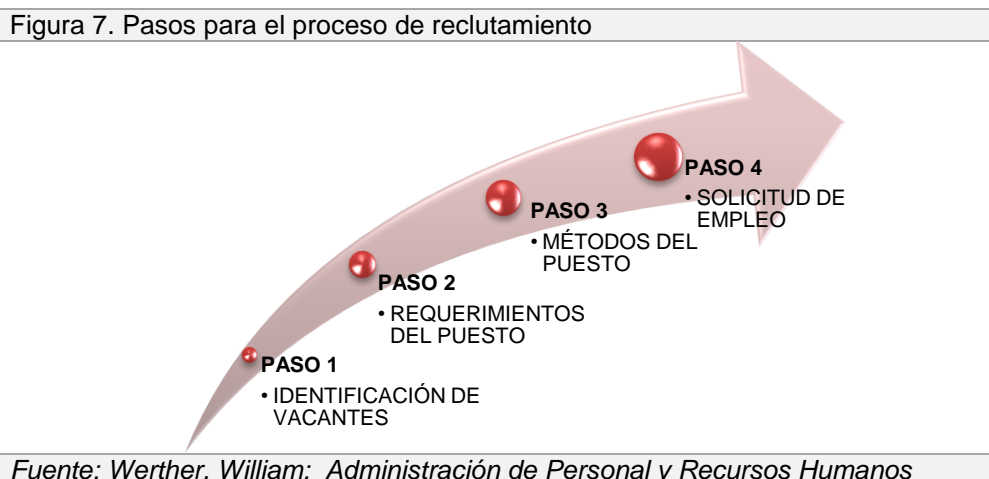 Figura 7. Pasos para el proceso de reclutamiento
PASO 4
• SOLICITUD DE
EMPLEO
PASO 3
• MÉTODOS DEL
PUESTO
PASO 2
• REQUERIMIENTOS
DEL PUESTO
PASO 1
• IDENTIFICACIÓN DE
VACANTES
Fuente: Werther, William: Administración de Personal y Recursos Humanos